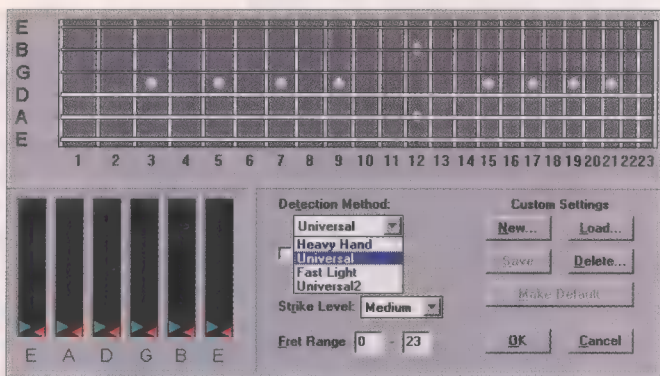 E
B
G
D
A
E
1 2 3 4 5 6 7 8 9 10 11 12 13 14 15 16 17 18 19 20 21 22 23
Detection Method:
Universal
Heavy Hand
Universal
Fast Light
Universal2
Strike Level: Medium
Fret Range 0 - 23
Custom Settings
New... Load...
Save Delete...
Make Default
OK Cancel
E A D G B E